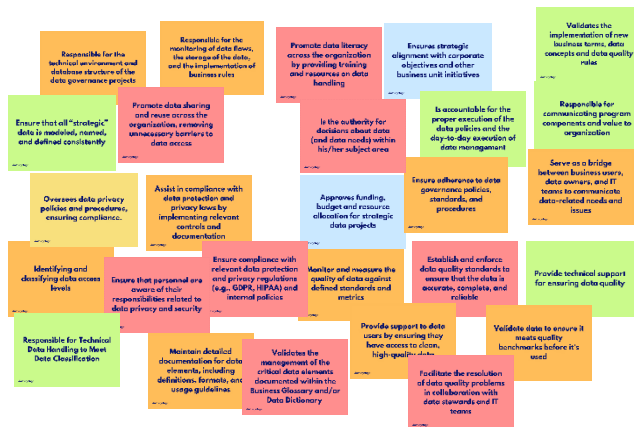 Responsible for the
technical environment and
database structure of the
data governance projects
Responsible for the
monitoring of data flows,
the storage of the data,
and the implementation of
business rules
Promote data literacy
across the organization
by providing training
and resources on data
handling
Ensures strategic
alignment with corporate
objectives and other
business unit initiatives
Validates the
implementation of new
business terms, data
concepts and data quality
rules
Ensure that all “strategic”
data is modeled, named,
and defined consistently
Promote data sharing
and reuse across the
organization, removing
unnecessary barriers to
data access
Is the authority for
decisions about data
(and data needs) within
his/her subject area
Is accountable for the
proper execution of the
data policies and the
day-to-day execution of
data management
Responsible for
communicating program
components and value to
organization
Oversees data privacy
policies and procedures,
ensuring compliance.
Assist in compliance with
data protection and
privacy laws by
implementing relevant
controls and
documentation
Approves funding,
budget and resource
allocation for strategic
data projects
Ensure adherence to data
governance policies,
standards, and
procedures
Serve as a bridge
between business users,
data owners, and IT
teams to communicate
data-related needs and
issues
Identifying and
classifying data access
levels
Ensure that personnel are
aware of their
responsibilities related to
data privacy and security
Ensure compliance with
relevant data protection
and privacy regulations
(e.g., GDPR, HIPAA) and
internal policies
Monitor and measure the
quality of data against
defined standards and
metrics
Establish and enforce
data quality standards to
ensure that the data is
accurate, complete, and
reliable
Provide technical support
for ensuring data quality
Responsible for Technical
Data Handling to Meet
Data Classification
Maintain detailed
documentation for data
elements, including
definitions, formats, and
usage guidelines
Validates the
management of the
critical data elements
documented within the
Business Glossary and/or
Data Dictionary
Provide support to data
users by ensuring they
have access to clean,
high-quality data
Validate data to ensure it
meets quality
benchmarks before it's
used
Facilitate the resolution
of data quality problems
in collaboration with
data stewards and IT
teams